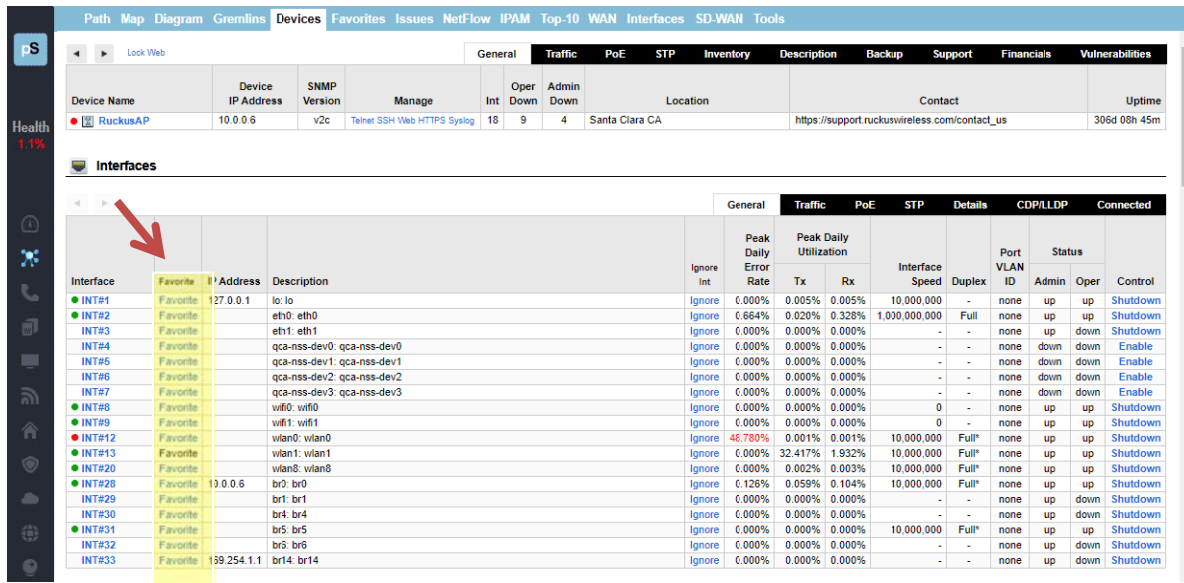 Path Map Diagram Gremlins Devices Favorites Issues NetFlow IPAM Top-10 WAN Interfaces SD-WAN Tools
pS
Lock Web
General Traffic PoE STP Inventory Description Backup Support Financials Vulnerabilities
Device Name Device IP Address SNMP Version Manage Int Oper Down Admin Down Location Contact Uptime
RuckusAP 10.0.0.6 v2c Telnet SSH Web HTTPS Syslog 18 9 4 Santa Clara CA https://support.ruckuswireless.com/contact_us 306d 08h 45m
Health
1.1%
Interfaces
General Traffic PoE STP Details CDP/LLDP Connected
Interface Favorite IP Address Description Ignore Int Peak Daily Error Rate Peak Daily Utilization Tx Rx Interface Speed Duplex Port VLAN ID Status Admin Oper Control
INT#1 Favorite 127.0.0.1 lo: lo Ignore 0.000% 0.005% 0.005% 10,000,000 - none up up Shutdown
INT#2 Favorite eth0: eth0 Ignore 0.664% 0.020% 0.328% 1,000,000,000 Full none up up Shutdown
INT#3 Favorite eth1: eth1 Ignore 0.000% 0.000% 0.000% - - none up down Shutdown
INT#4 Favorite qca-nss-dev0: qca-nss-dev0 Ignore 0.000% 0.000% 0.000% - - none down down Enable
INT#5 Favorite qca-nss-dev1: qca-nss-dev1 Ignore 0.000% 0.000% 0.000% - - none down down Enable
INT#6 Favorite qca-nss-dev2: qca-nss-dev2 Ignore 0.000% 0.000% 0.000% - - none down down Enable
INT#7 Favorite qca-nss-dev3: qca-nss-dev3 Ignore 0.000% 0.000% 0.000% - - none down down Enable
INT#8 Favorite wifi0: wifi0 Ignore 0.000% 0.000% 0.000% 0 - none up up Shutdown
INT#9 Favorite wifi1: wifi1 Ignore 0.000% 0.000% 0.000% 0 - none up up Shutdown
INT#12 Favorite wlan0: wlan0 Ignore 48.780% 0.001% 0.001% 10,000,000 Full* none up up Shutdown
INT#13 Favorite wlan1: wlan1 Ignore 0.000% 32.417% 1.932% 10,000,000 Full* none up up Shutdown
INT#20 Favorite wlan8: wlan8 Ignore 0.000% 0.002% 0.003% 10,000,000 Full* none up up Shutdown
INT#28 Favorite 10.0.0.6 br0: br0 Ignore 0.126% 0.059% 0.104% 10,000,000 Full* none up up Shutdown
INT#29 Favorite br1: br1 Ignore 0.000% 0.000% 0.000% - - none up down Shutdown
INT#30 Favorite br4: br4 Ignore 0.000% 0.000% 0.000% - - none up down Shutdown
INT#31 Favorite br5: br5 Ignore 0.000% 0.000% 0.000% 10,000,000 Full* none up up Shutdown
INT#32 Favorite br6: br6 Ignore 0.000% 0.000% 0.000% - - none up down Shutdown
INT#33 Favorite 169.254.1.1 br14: br14 Ignore 0.000% 0.000% 0.000% - - none up down Shutdown